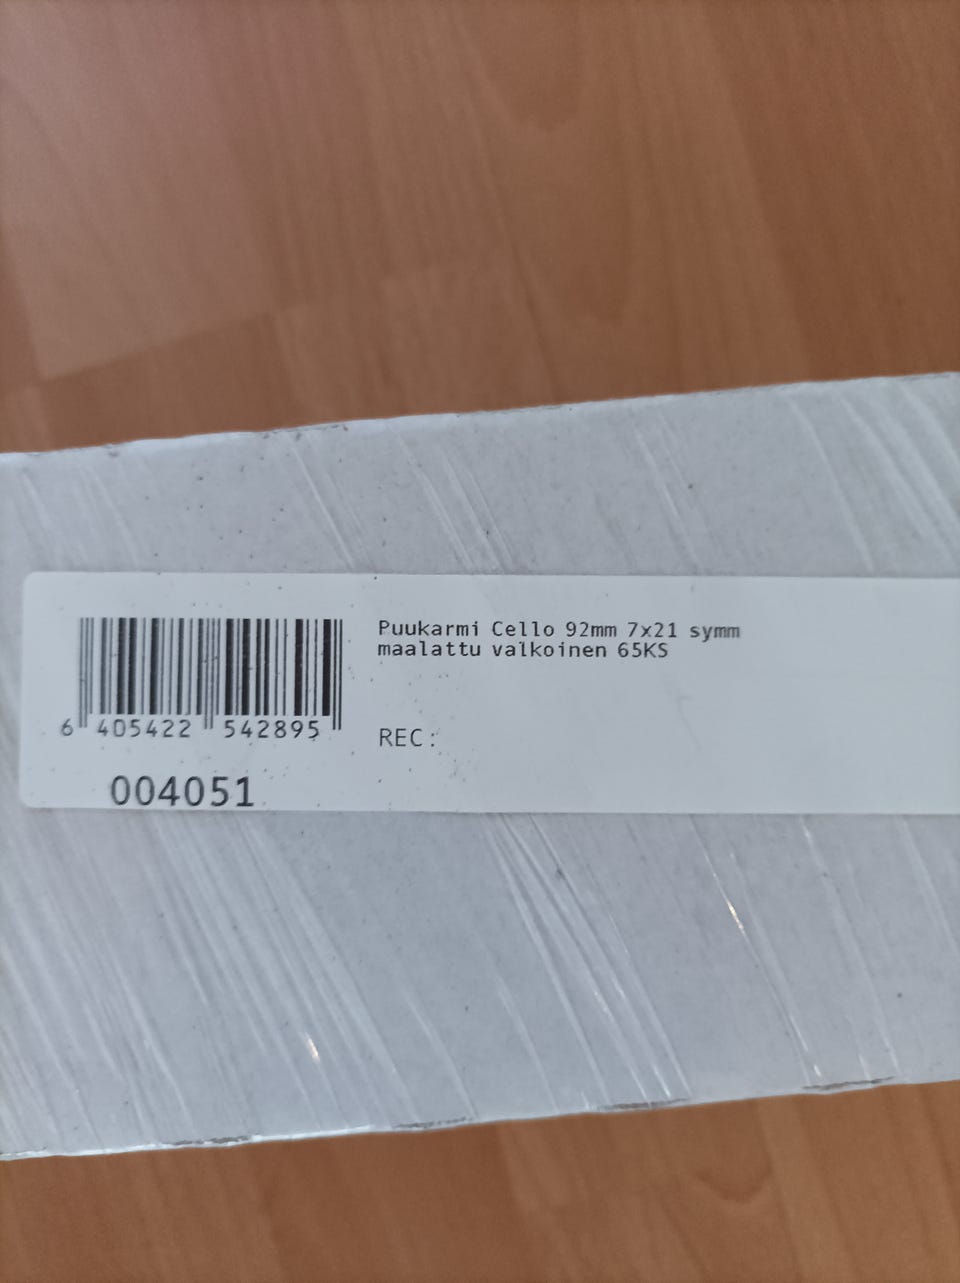 Puukarmi Cello 92mm 7x21 symm
maalattu valkoinen 65KS
REC:
6 405422 542895
004051